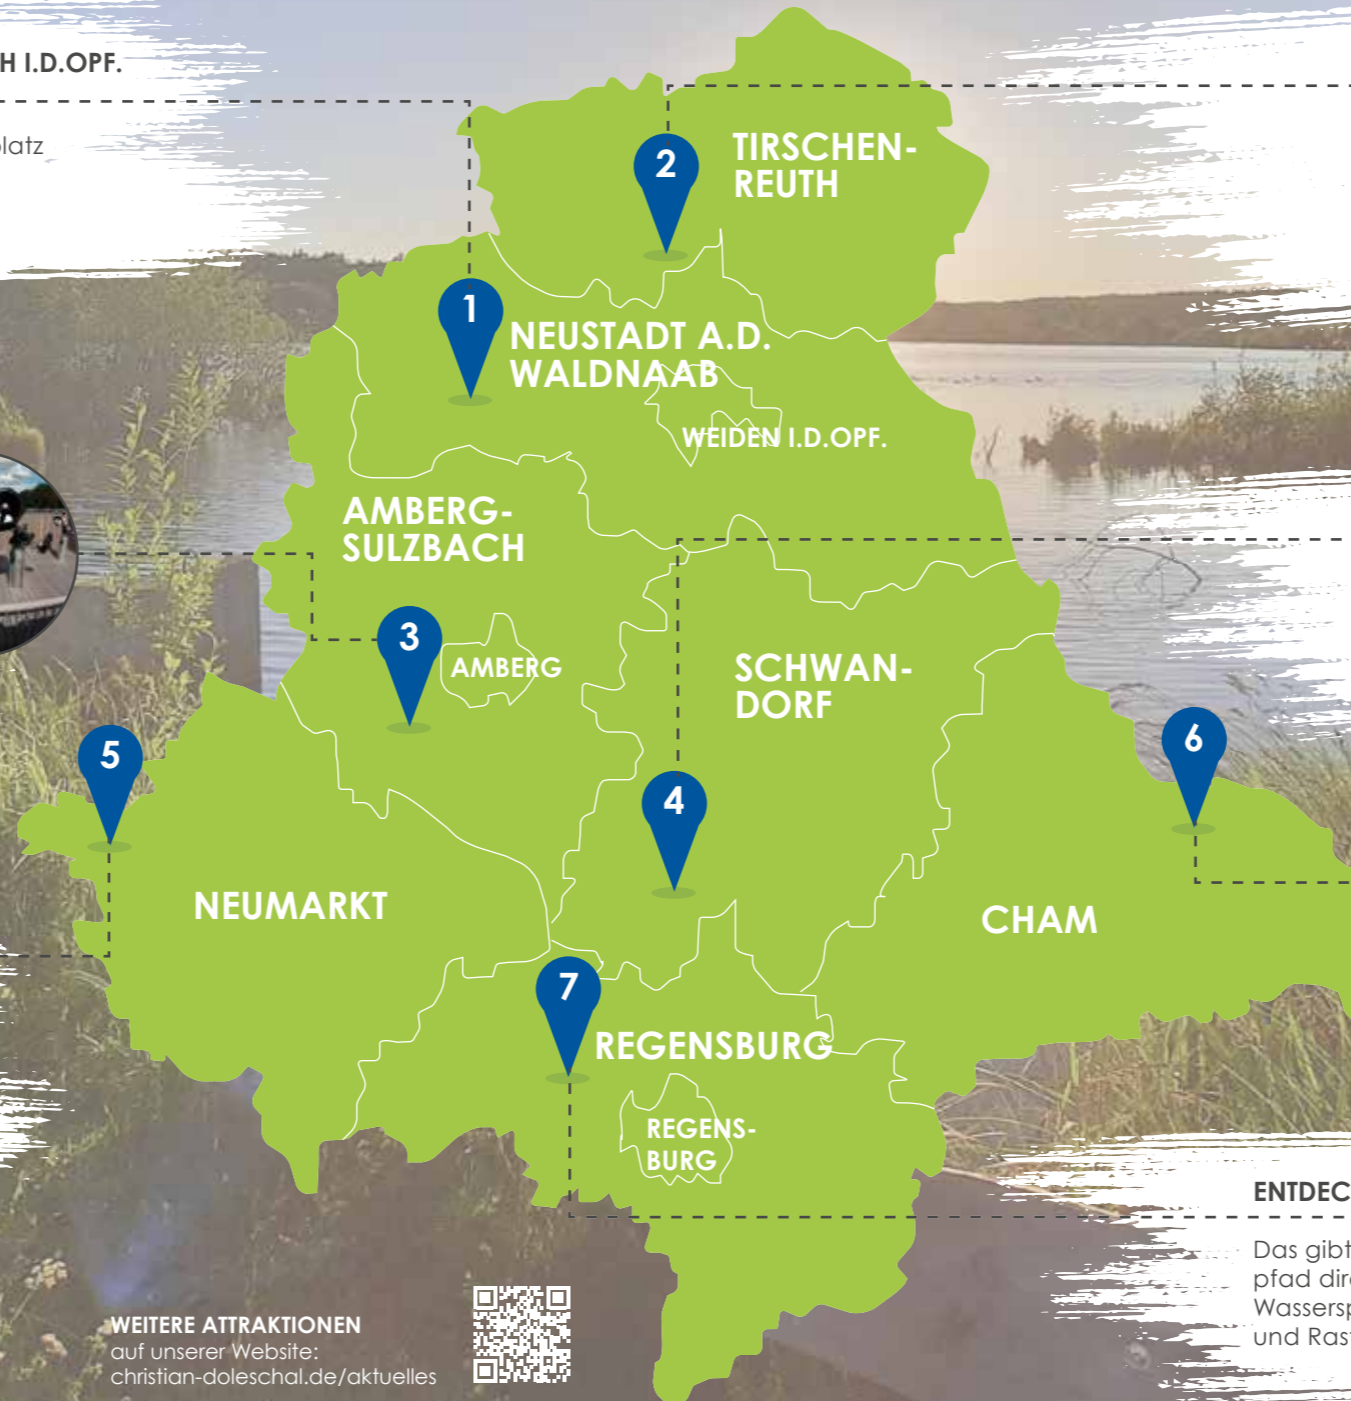 H I.D.OPF.
latz
2
TIRSCHEN-
REUTH
1
NEUSTADT A.D.
WALDNAAB
WEIDEN I.D.OPF.
AMBERG-
SULZBACH
3
AMBERG
SCHWAN-
DORF
5
6
4
NEUMARKT
CHAM
7
REGENSBURG
REGENS-
BURG
ENTDEC
Das gibt
pfad dire
Wassersp
und Rast
WEITERE ATTRAKTIONEN
auf unserer Website:
christian-doleschal.de/aktuelles